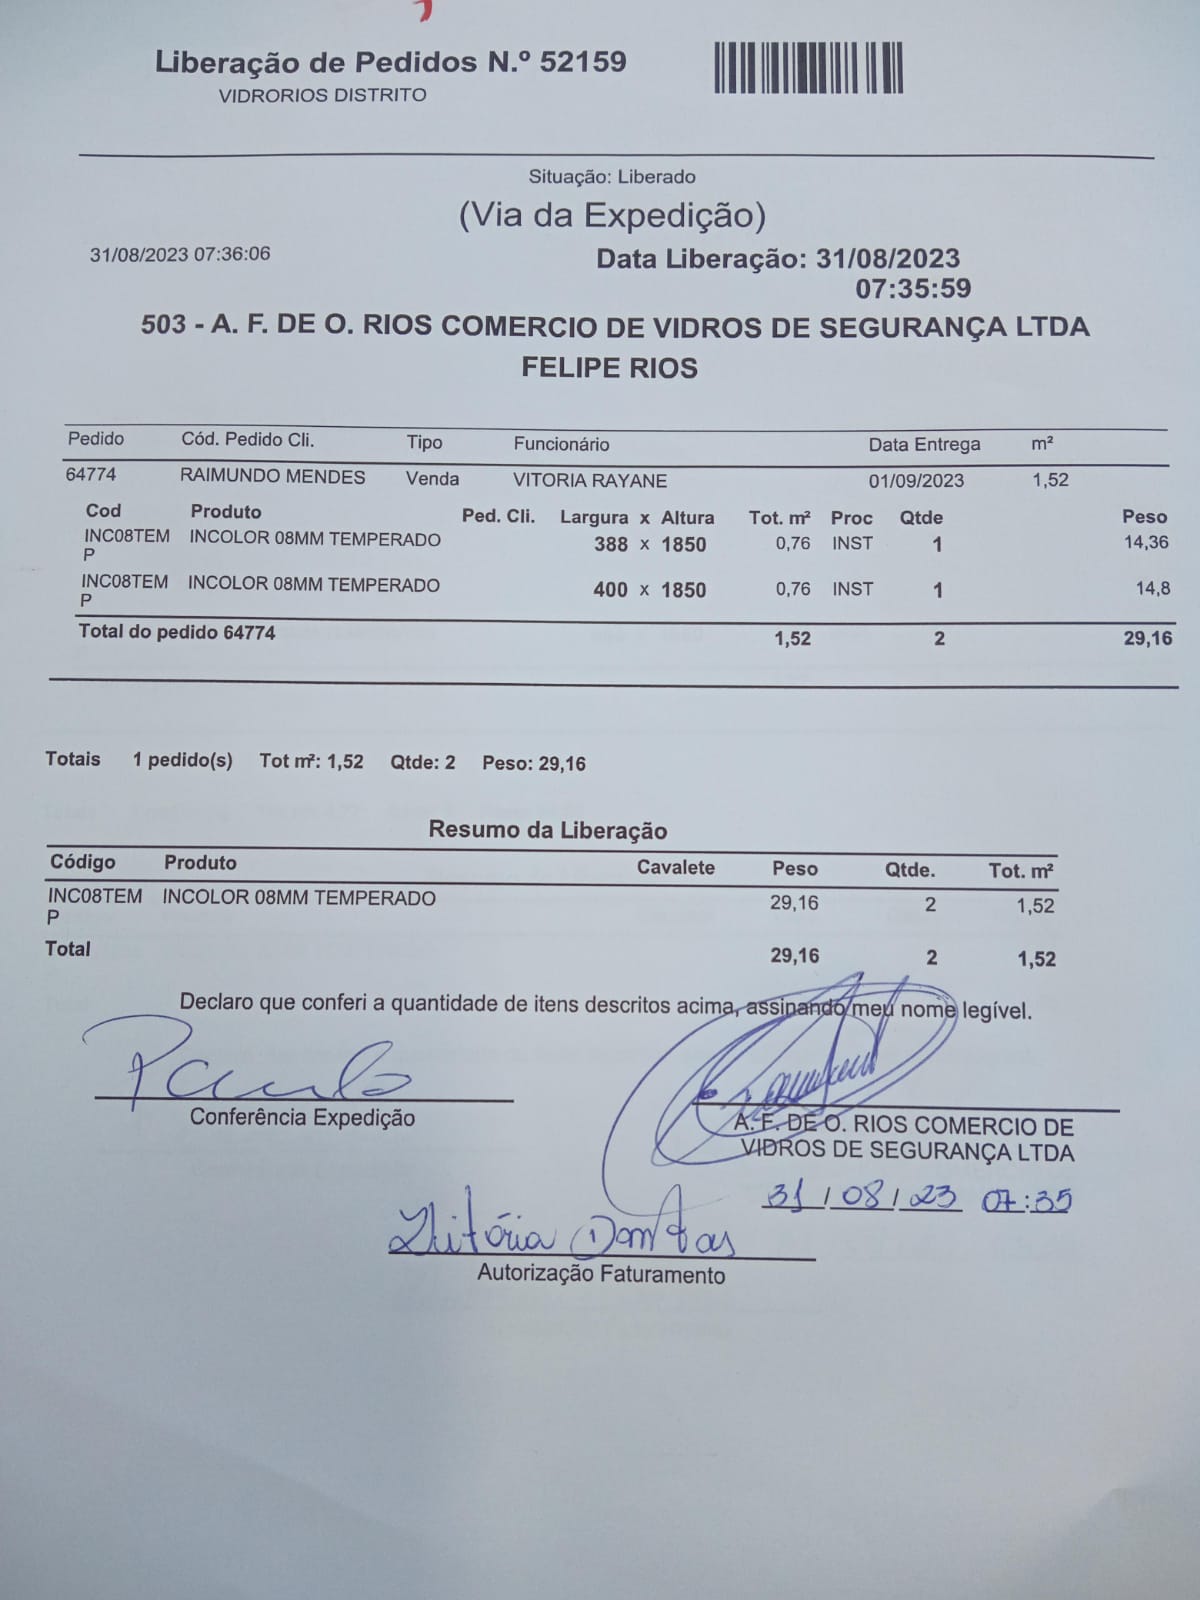 Liberação de Pedidos N.º 52159
VIDRORIOS DISTRITO
Situação: Liberado
(Via da Expedição)
31/08/2023 07:36:06 Data Liberação: 31/08/2023
07:35:59
503 - A. F. DE O. RIOS COMERCIO DE VIDROS DE SEGURANÇA LTDA
FELIPE RIOS
Pedido Cód. Pedido Cli. Tipo Funcionário Data Entrega m²
64774 RAIMUNDO MENDES Venda VITORIA RAYANE 01/09/2023 1,52
Cod Produto Ped. Cli. Largura x Altura Tot. m² Proc Qtde Peso
INC08TEM INCOLOR 08MM TEMPERADO 388 x 1850 0,76 INST 1 14,36
P
INC08TEM INCOLOR 08MM TEMPERADO 400 x 1850 0,76 INST 1 14,8
P
Total do pedido 64774 1,52 2 29,16
Totais 1 pedido(s) Tot m²: 1,52 Qtde: 2 Peso: 29,16
Resumo da Liberação
Código Produto Cavalete Peso Qtde. Tot. m²
INC08TEM INCOLOR 08MM TEMPERADO 29,16 2 1,52
P
Total 29,16 2 1,52
Declaro que conferi a quantidade de itens descritos acima, assinando meu nome legível.
Paulo
Conferência Expedição
A. F. DE O. RIOS COMERCIO DE
VIDROS DE SEGURANÇA LTDA
31/08/23 07:35
Vitória Dantas
Autorização Faturamento